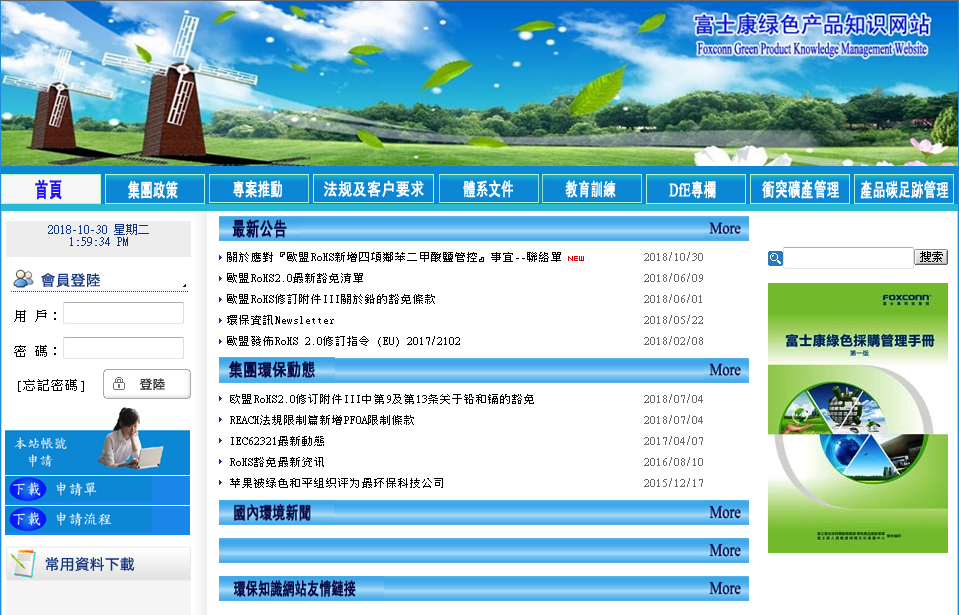 富士康绿色产品知识网站
Foxconn Green Product Knowledge Management Website
首頁 集團政策 專案推動 法规及客户要求 體系文件 教育訓練 DfE專欄 衝突礦產管理 產品碳足跡管理
2018-10-30 星期二
1:59:34 PM
會員登陸
用 戶：
密 碼：
[忘記密碼] 登陸
本站帳號
申請
下載 申請單
下載 申請流程
常用資料下載
最新公告 More
關於應對『歐盟RoHS新增四項鄰苯二甲酸鹽管控』事宜--聯絡單 NEW 2018/10/30
歐盟RoHS2.0最新豁免清單 2018/06/09
歐盟RoHS修訂附件III關於鉛的豁免條款 2018/06/01
環保資訊Newsletter 2018/05/22
歐盟發佈RoHS 2.0修訂指令 (EU) 2017/2102 2018/02/08
集團環保動態 More
歐盟RoHS2.0修订附件III中第9及第13条关于铅和镉的豁免 2018/07/04
REACH法規限制篇新增PFOA限制條款 2018/07/04
IEC62321最新動態 2017/04/07
RoHS豁免最新资讯 2016/08/10
苹果被绿色和平组织评为最环保科技公司 2015/12/17
國內環境新聞 More
More
環保知識網站友情鏈接 More
搜索
FOXCONN
富士康科技集團
富士康綠色採購管理手冊
第一版